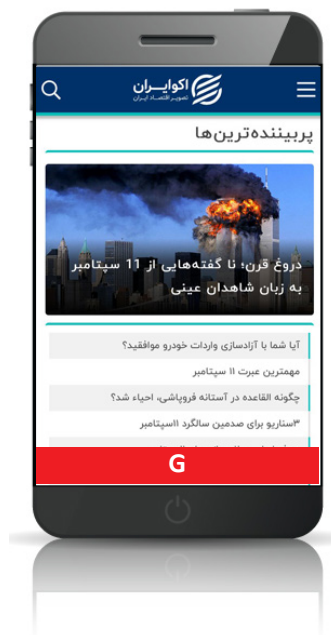 اکوایـــران
تصویر اقتصاد ایران
پربیننده‌ترین‌ها
دروغ قرن؛ نا گفته‌هایی از 11 سپتامبر
به زبان شاهدان عینی
آیا شما با آزادسازی واردات خودرو موافقید؟
مهمترین عبرت ۱۱ سپتامبر
چگونه القاعده در آستانه فروپاشی، احیاء شد؟
۳سناریو برای صدمین سالگرد ۱۱سپتامبر
G